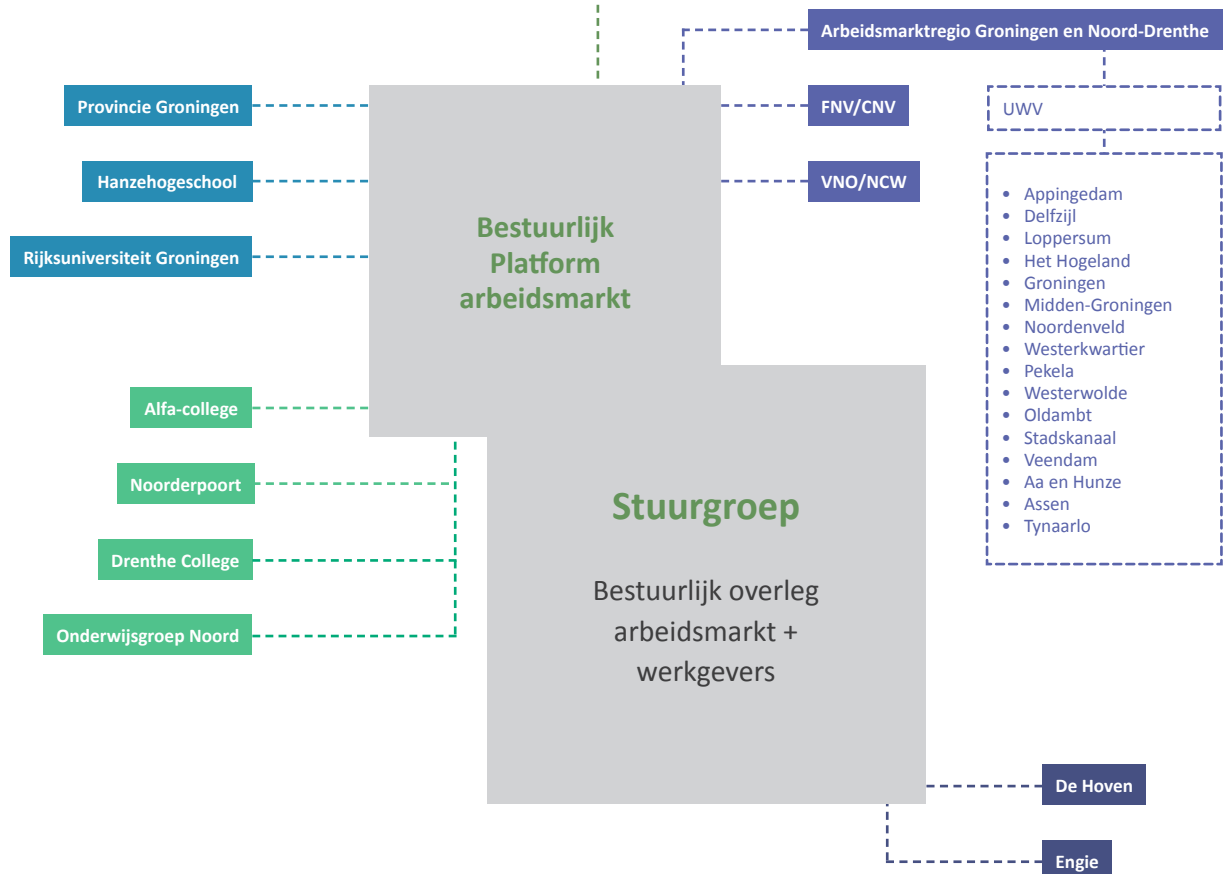 Arbeidsmarktregio Groningen en Noord-Drenthe
Provincie Groningen
FNV/CNV
UWV
Hanzehogeschool
VNO/NCW
Rijksuniversiteit Groningen
Bestuurlijk
Platform
arbeidsmarkt
• Appingedam
• Delfzijl
• Loppersum
• Het Hogeland
• Groningen
• Midden-Groningen
• Noordenveld
• Westerkwartier
• Pekela
• Westerwolde
• Oldambt
• Stadskanaal
• Veendam
• Aa en Hunze
• Assen
• Tynaarlo
Alfa-college
Noorderpoort
Drenthe College
Onderwijsgroep Noord
Stuurgroep
Bestuurlijk overleg
arbeidsmarkt +
werkgevers
De Hoven
Engie